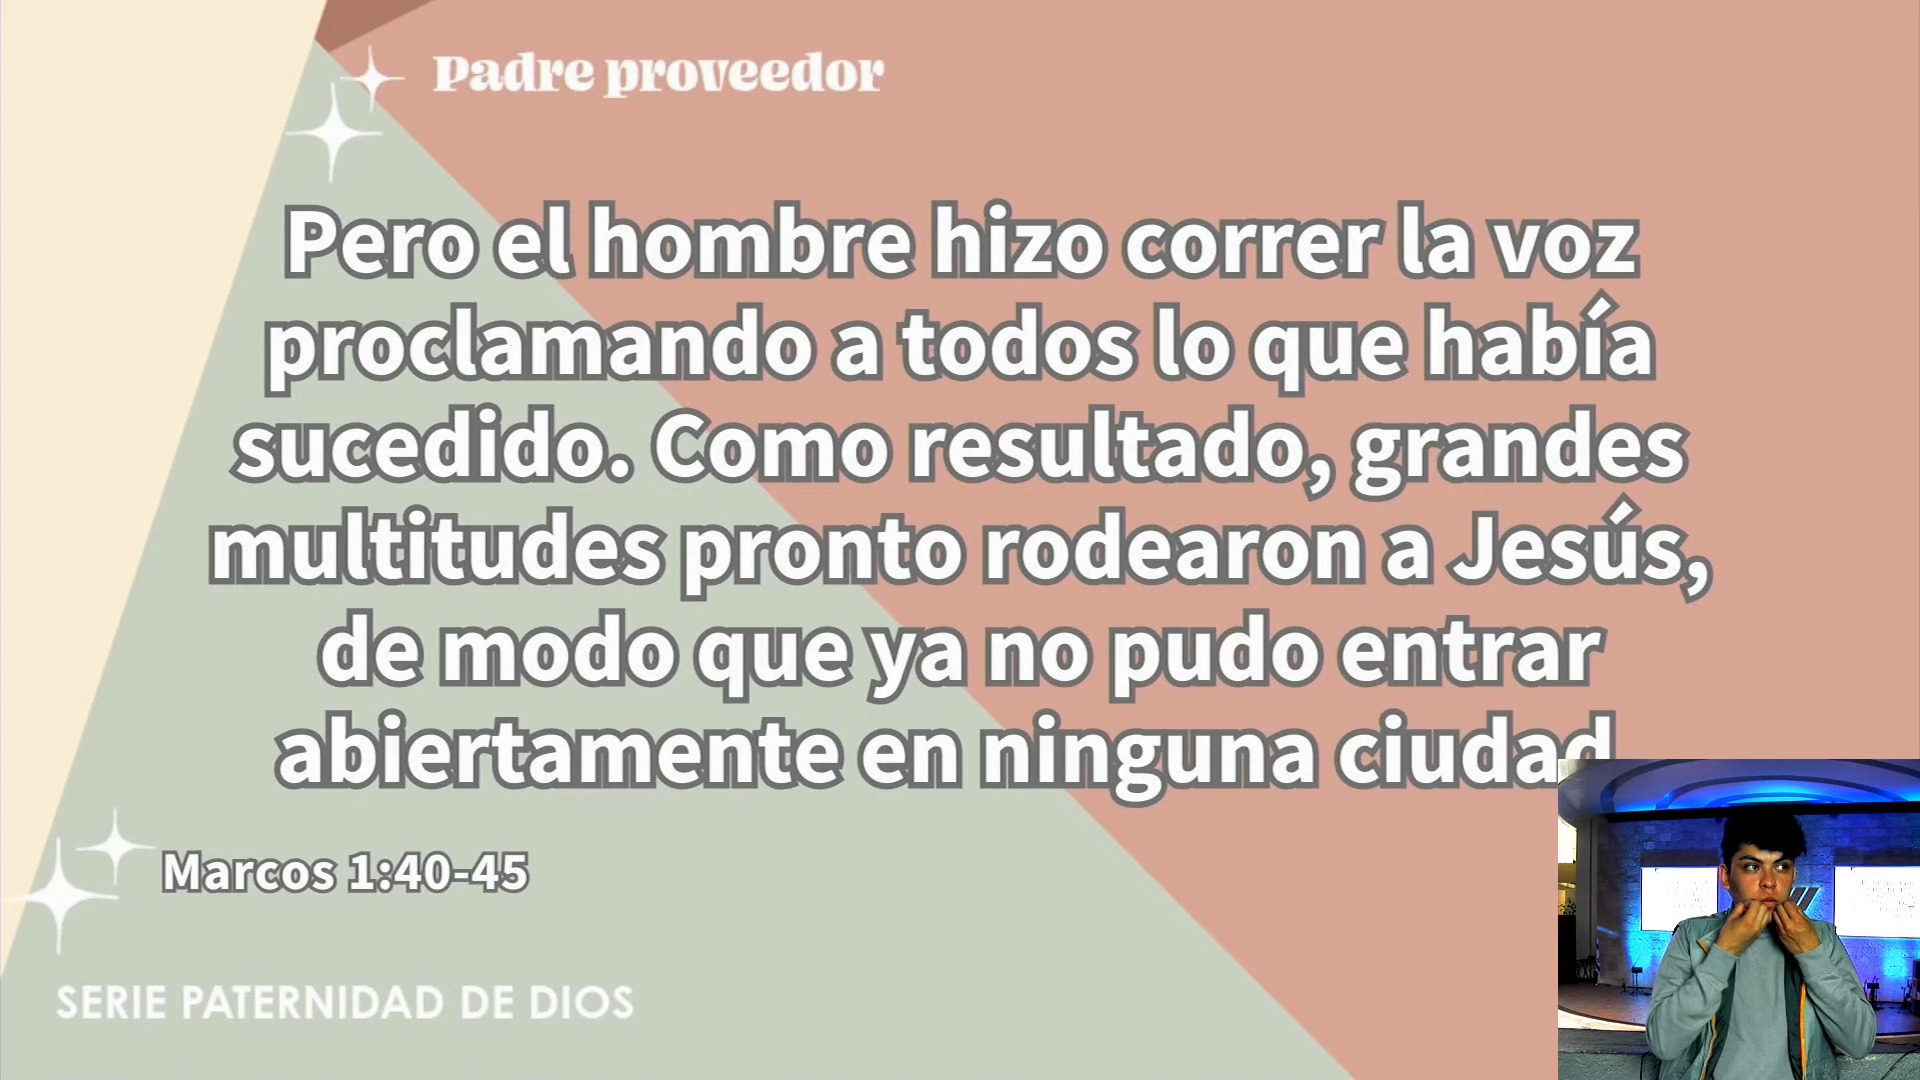 Padre proveedor
Pero el hombre hizo correr la voz
proclamando a todos lo que había
sucedido. Como resultado, grandes
multitudes pronto rodearon a Jesús,
de modo que ya no pudo entrar
abiertamente en ninguna ciudad
Marcos 1:40-45
SERIE PATERNIDAD DE DIOS